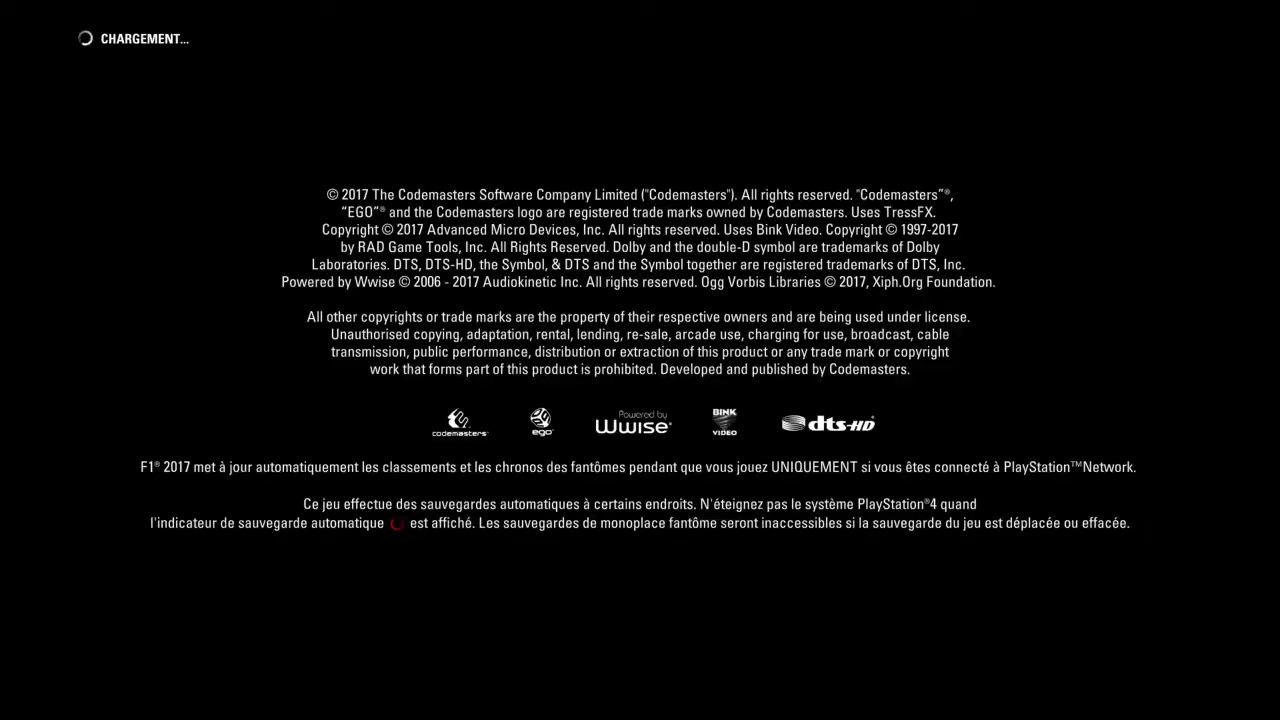 CHARGEMENT...
© 2017 The Codemasters Software Company Limited ("Codemasters"). All rights reserved. "Codemasters”®,
“EGO”® and the Codemasters logo are registered trade marks owned by Codemasters. Uses TressFX.
Copyright © 2017 Advanced Micro Devices, Inc. All rights reserved. Uses Bink Video. Copyright © 1997-2017
by RAD Game Tools, Inc. All Rights Reserved. Dolby and the double-D symbol are trademarks of Dolby
Laboratories. DTS, DTS-HD, the Symbol, & DTS and the Symbol together are registered trademarks of DTS, Inc.
Powered by Wwise © 2006 - 2017 Audiokinetic Inc. All rights reserved. Ogg Vorbis Libraries © 2017, Xiph.Org Foundation.
All other copyrights or trade marks are the property of their respective owners and are being used under license.
Unauthorised copying, adaptation, rental, lending, re-sale, arcade use, charging for use, broadcast, cable
transmission, public performance, distribution or extraction of this product or any trade mark or copyright
work that forms part of this product is prohibited. Developed and published by Codemasters.
codemasters
ego
Powered by
Wwise®
BINK
VIDEO
dts-HD®
F1® 2017 met à jour automatiquement les classements et les chronos des fantômes pendant que vous jouez UNIQUEMENT si vous êtes connecté à PlayStation™Network.
Ce jeu effectue des sauvegardes automatiques à certains endroits. N'éteignez pas le système PlayStation®4 quand
l'indicateur de sauvegarde automatique est affiché. Les sauvegardes de monoplace fantôme seront inaccessibles si la sauvegarde du jeu est déplacée ou effacée.